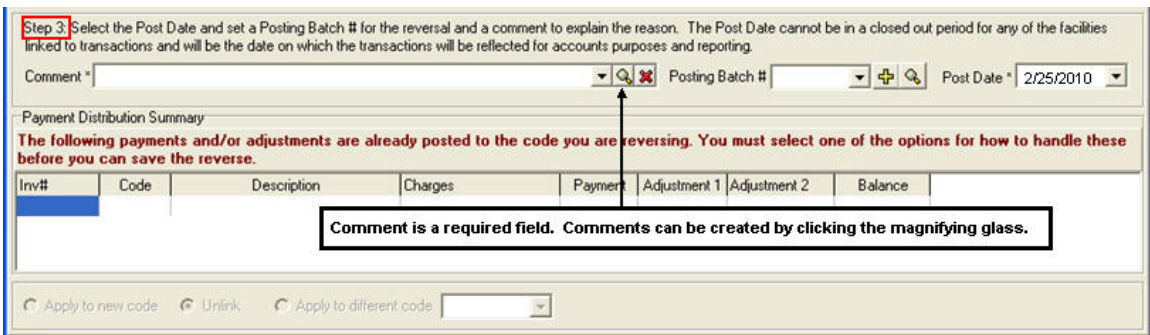 Step 3: Select the Post Date and set a Posting Batch # for the reversal and a comment to explain the reason. The Post Date cannot be in a closed out period for any of the facilities
linked to transactions and will be the date on which the transactions will be reflected for accounts purposes and reporting.
Comment * Posting Batch # Post Date * 2/25/2010
Payment Distribution Summary
The following payments and/or adjustments are already posted to the code you are reversing. You must select one of the options for how to handle these
before you can save the reverse.
Inv# Code Description Charges Payment Adjustment 1 Adjustment 2 Balance
Comment is a required field. Comments can be created by clicking the magnifying glass.
Apply to new code Unlink Apply to different code